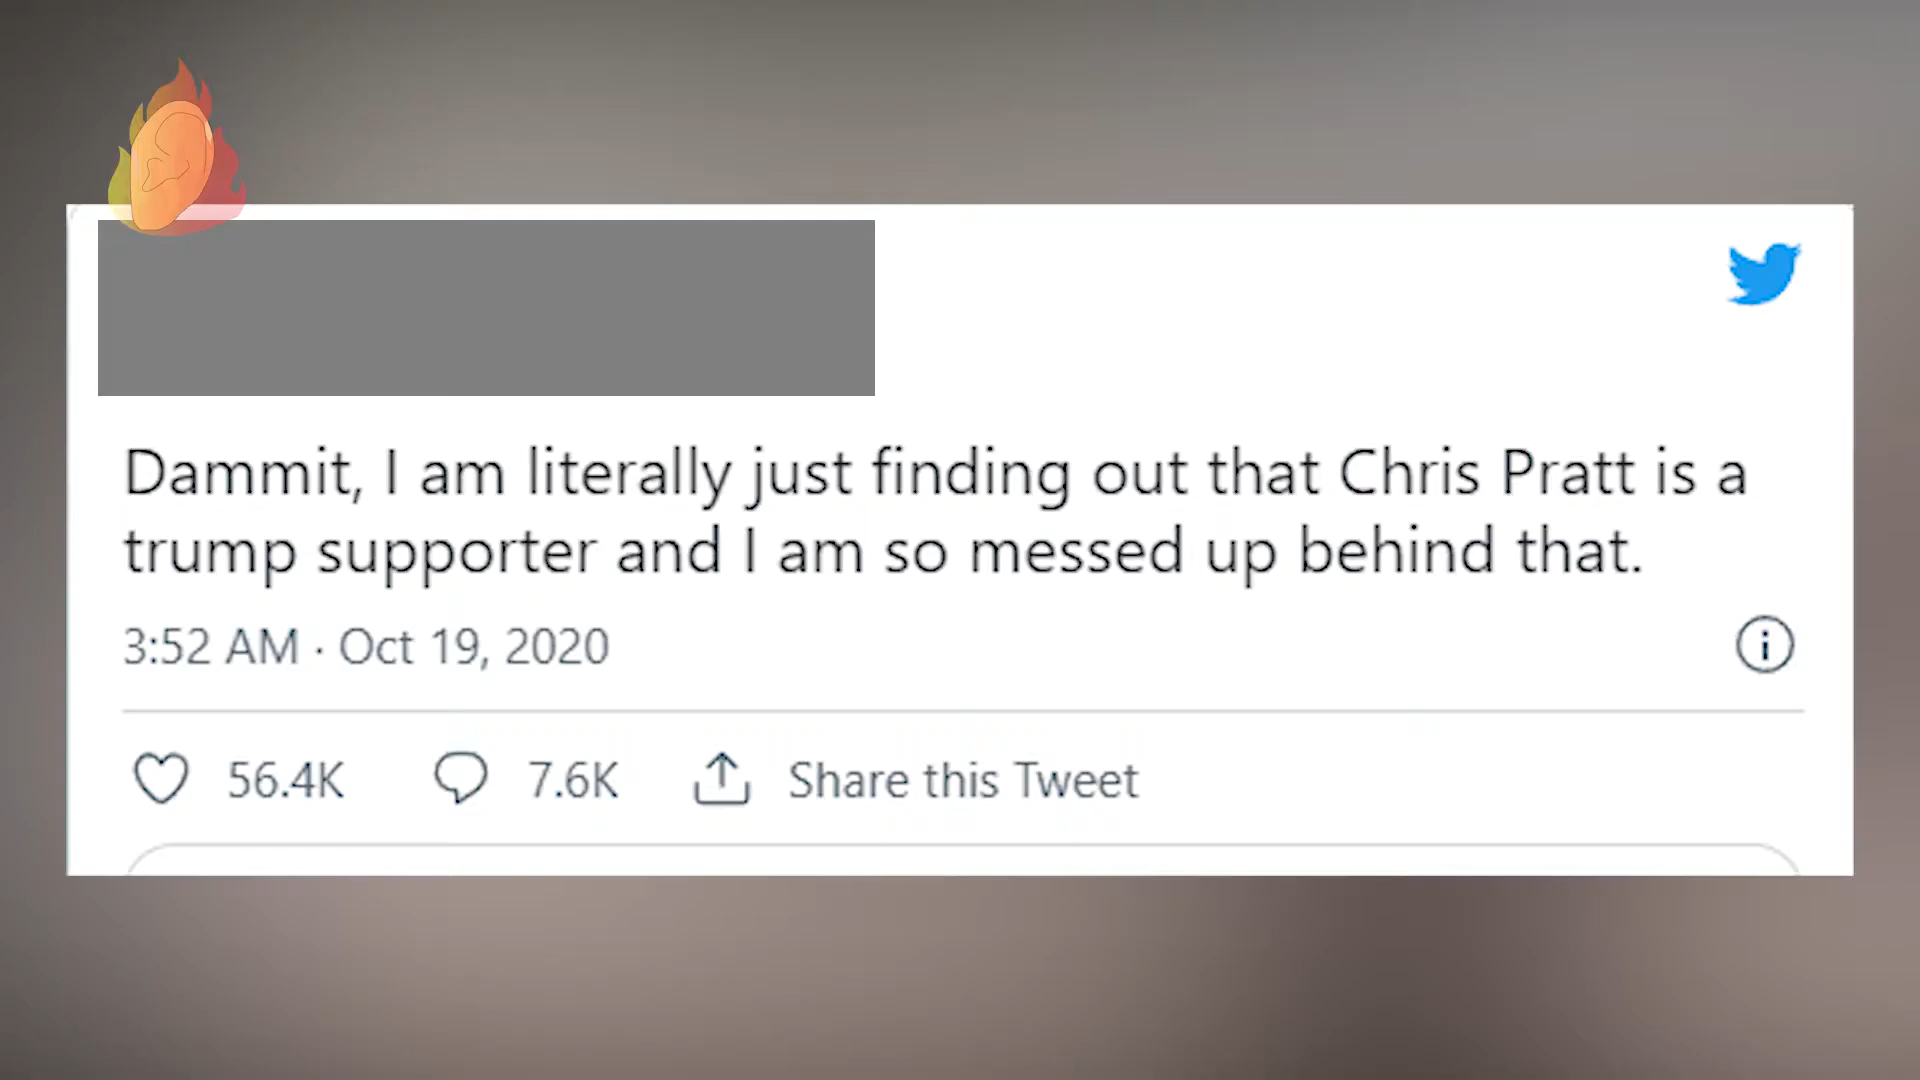 Dammit, I am literally just finding out that Chris Pratt is a
trump supporter and I am so messed up behind that.
3:52 AM · Oct 19, 2020
56.4K 7.6K Share this Tweet